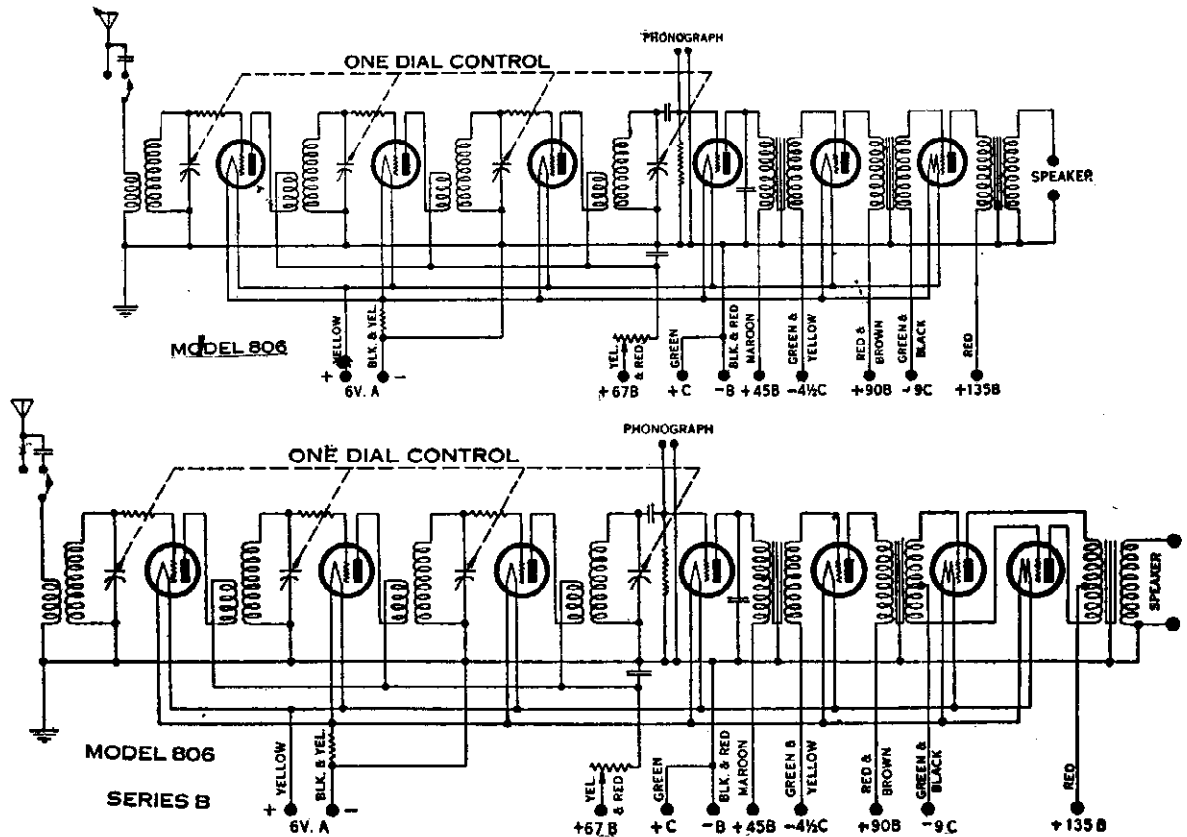 PHONOGRAPH
ONE DIAL CONTROL
SPEAKER
MODEL 806
YELLOW
BLK. & YEL.
YEL.
& RED
GREEN
BLK. & RED
MAROON
GREEN &
YELLOW
RED &
BROWN
GREEN &
BLACK
RED
+ 6V. A -
+67B
+C
-B
+45B
-4½C
+90B
-9C
+135B
PHONOGRAPH
ONE DIAL CONTROL
SPEAKER
MODEL 806
SERIES B
YELLOW
BLK. & YEL.
YEL.
& RED
GREEN
BLK. & RED
MAROON
GREEN &
YELLOW
RED &
BROWN
GREEN &
BLACK
RED
+ 6V. A -
+67B
+C
-B
+45B
-4½C
+90B
-9C
+135B